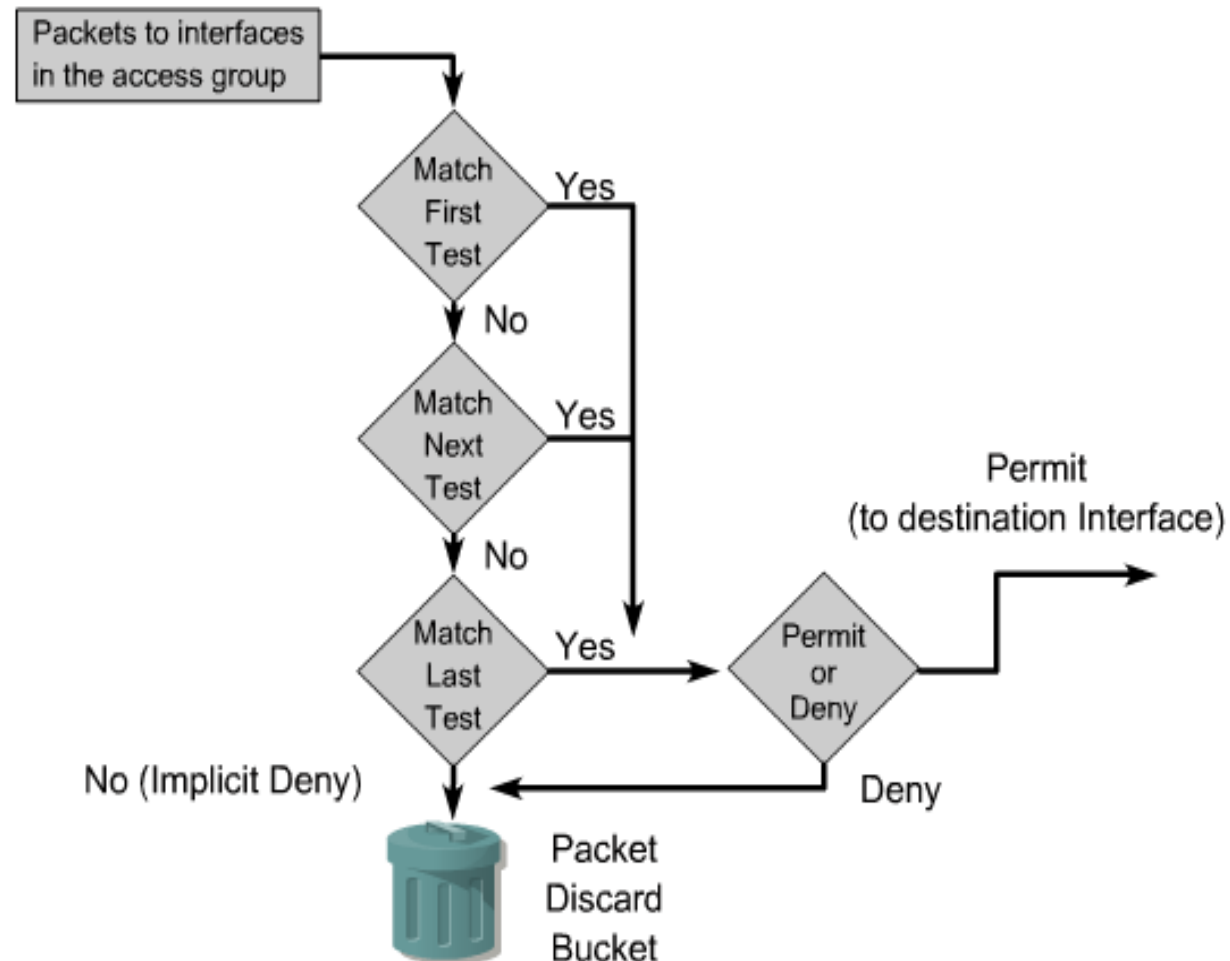 Packets to interfaces
in the access group
Match
First
Test
Yes
No
Match
Next
Test
Yes
No
Match
Last
Test
Yes
Permit
or
Deny
Permit
(to destination Interface)
No (Implicit Deny)
Deny
Packet
Discard
Bucket